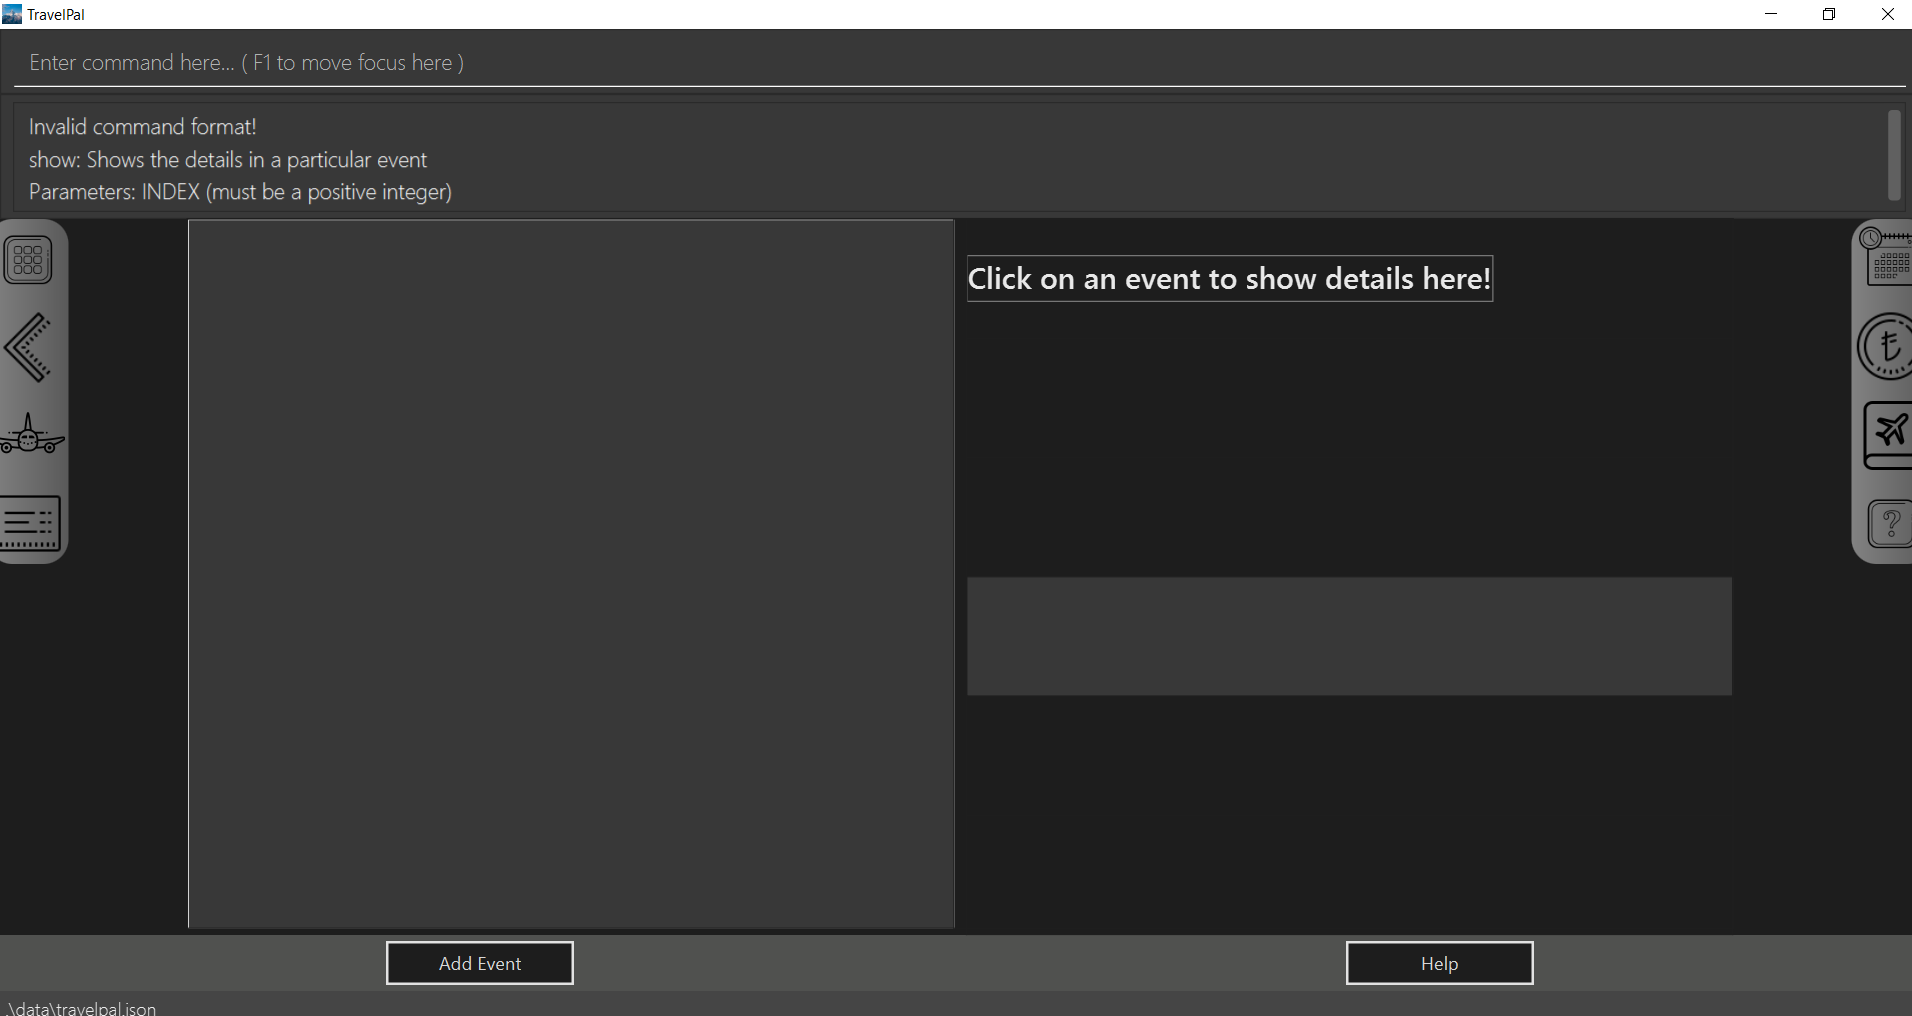 TravelPal
Enter command here... ( F1 to move focus here )
Invalid command format!
show: Shows the details in a particular event
Parameters: INDEX (must be a positive integer)
Click on an event to show details here!
?
Add Event
Help
.\data\travelpal.json